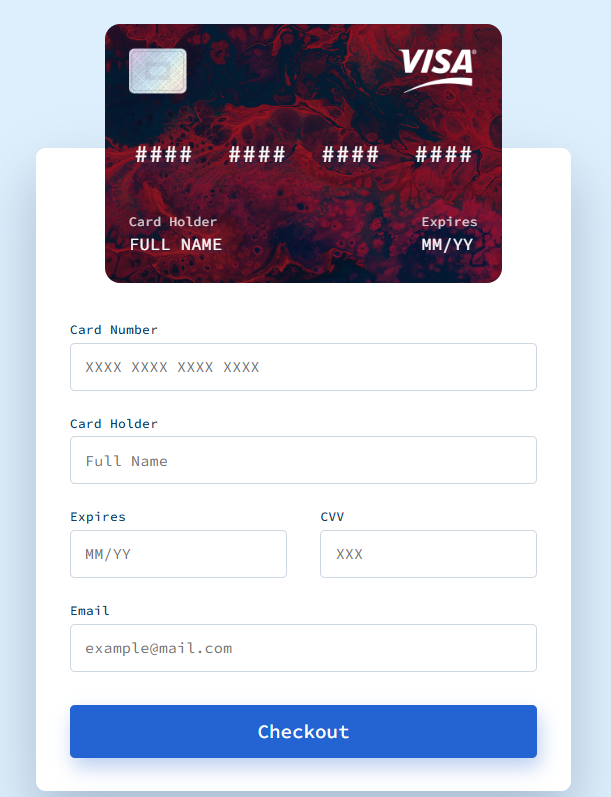 VISA
#### #### #### ####
Card Holder Expires
FULL NAME MM/YY
Card Number
XXXX XXXX XXXX XXXX
Card Holder
Full Name
Expires CVV
MM/YY XXX
Email
example@mail.com
Checkout